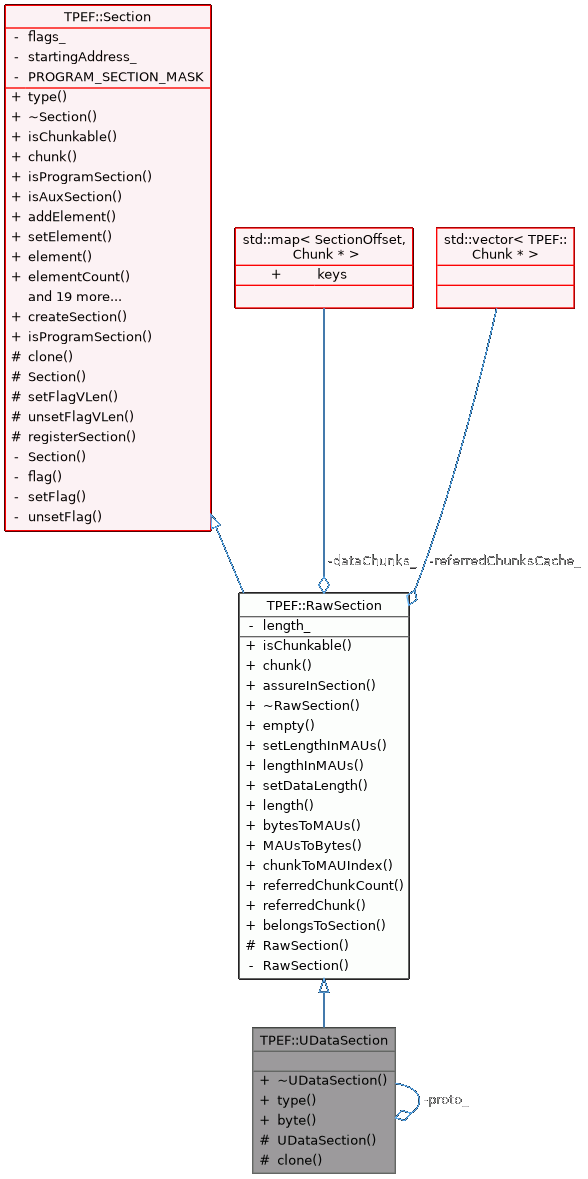 TPEF::Section
- flags_
- startingAddress_
- PROGRAM_SECTION_MASK
+ type()
+ ~Section()
+ isChunkable()
+ chunk()
+ isProgramSection()
+ isAuxSection()
+ addElement()
+ setElement()
+ element()
+ elementCount()
and 19 more...
+ createSection()
+ isProgramSection()
# clone()
# Section()
# setFlagVLen()
# unsetFlagVLen()
# registerSection()
- Section()
- flag()
- setFlag()
- unsetFlag()
std::map< SectionOffset,
Chunk * >
+ keys
std::vector< TPEF::
Chunk * >
-dataChunks_
-referredChunksCache_
TPEF::RawSection
- length_
+ isChunkable()
+ chunk()
+ assureInSection()
+ ~RawSection()
+ empty()
+ setLengthInMAUs()
+ lengthInMAUs()
+ setDataLength()
+ length()
+ bytesToMAUs()
+ MAUsToBytes()
+ chunkToMAUIndex()
+ referredChunkCount()
+ referredChunk()
+ belongsToSection()
# RawSection()
- RawSection()
TPEF::UDataSection
+ ~UDataSection()
+ type()
+ byte()
# UDataSection()
# clone()
-proto_